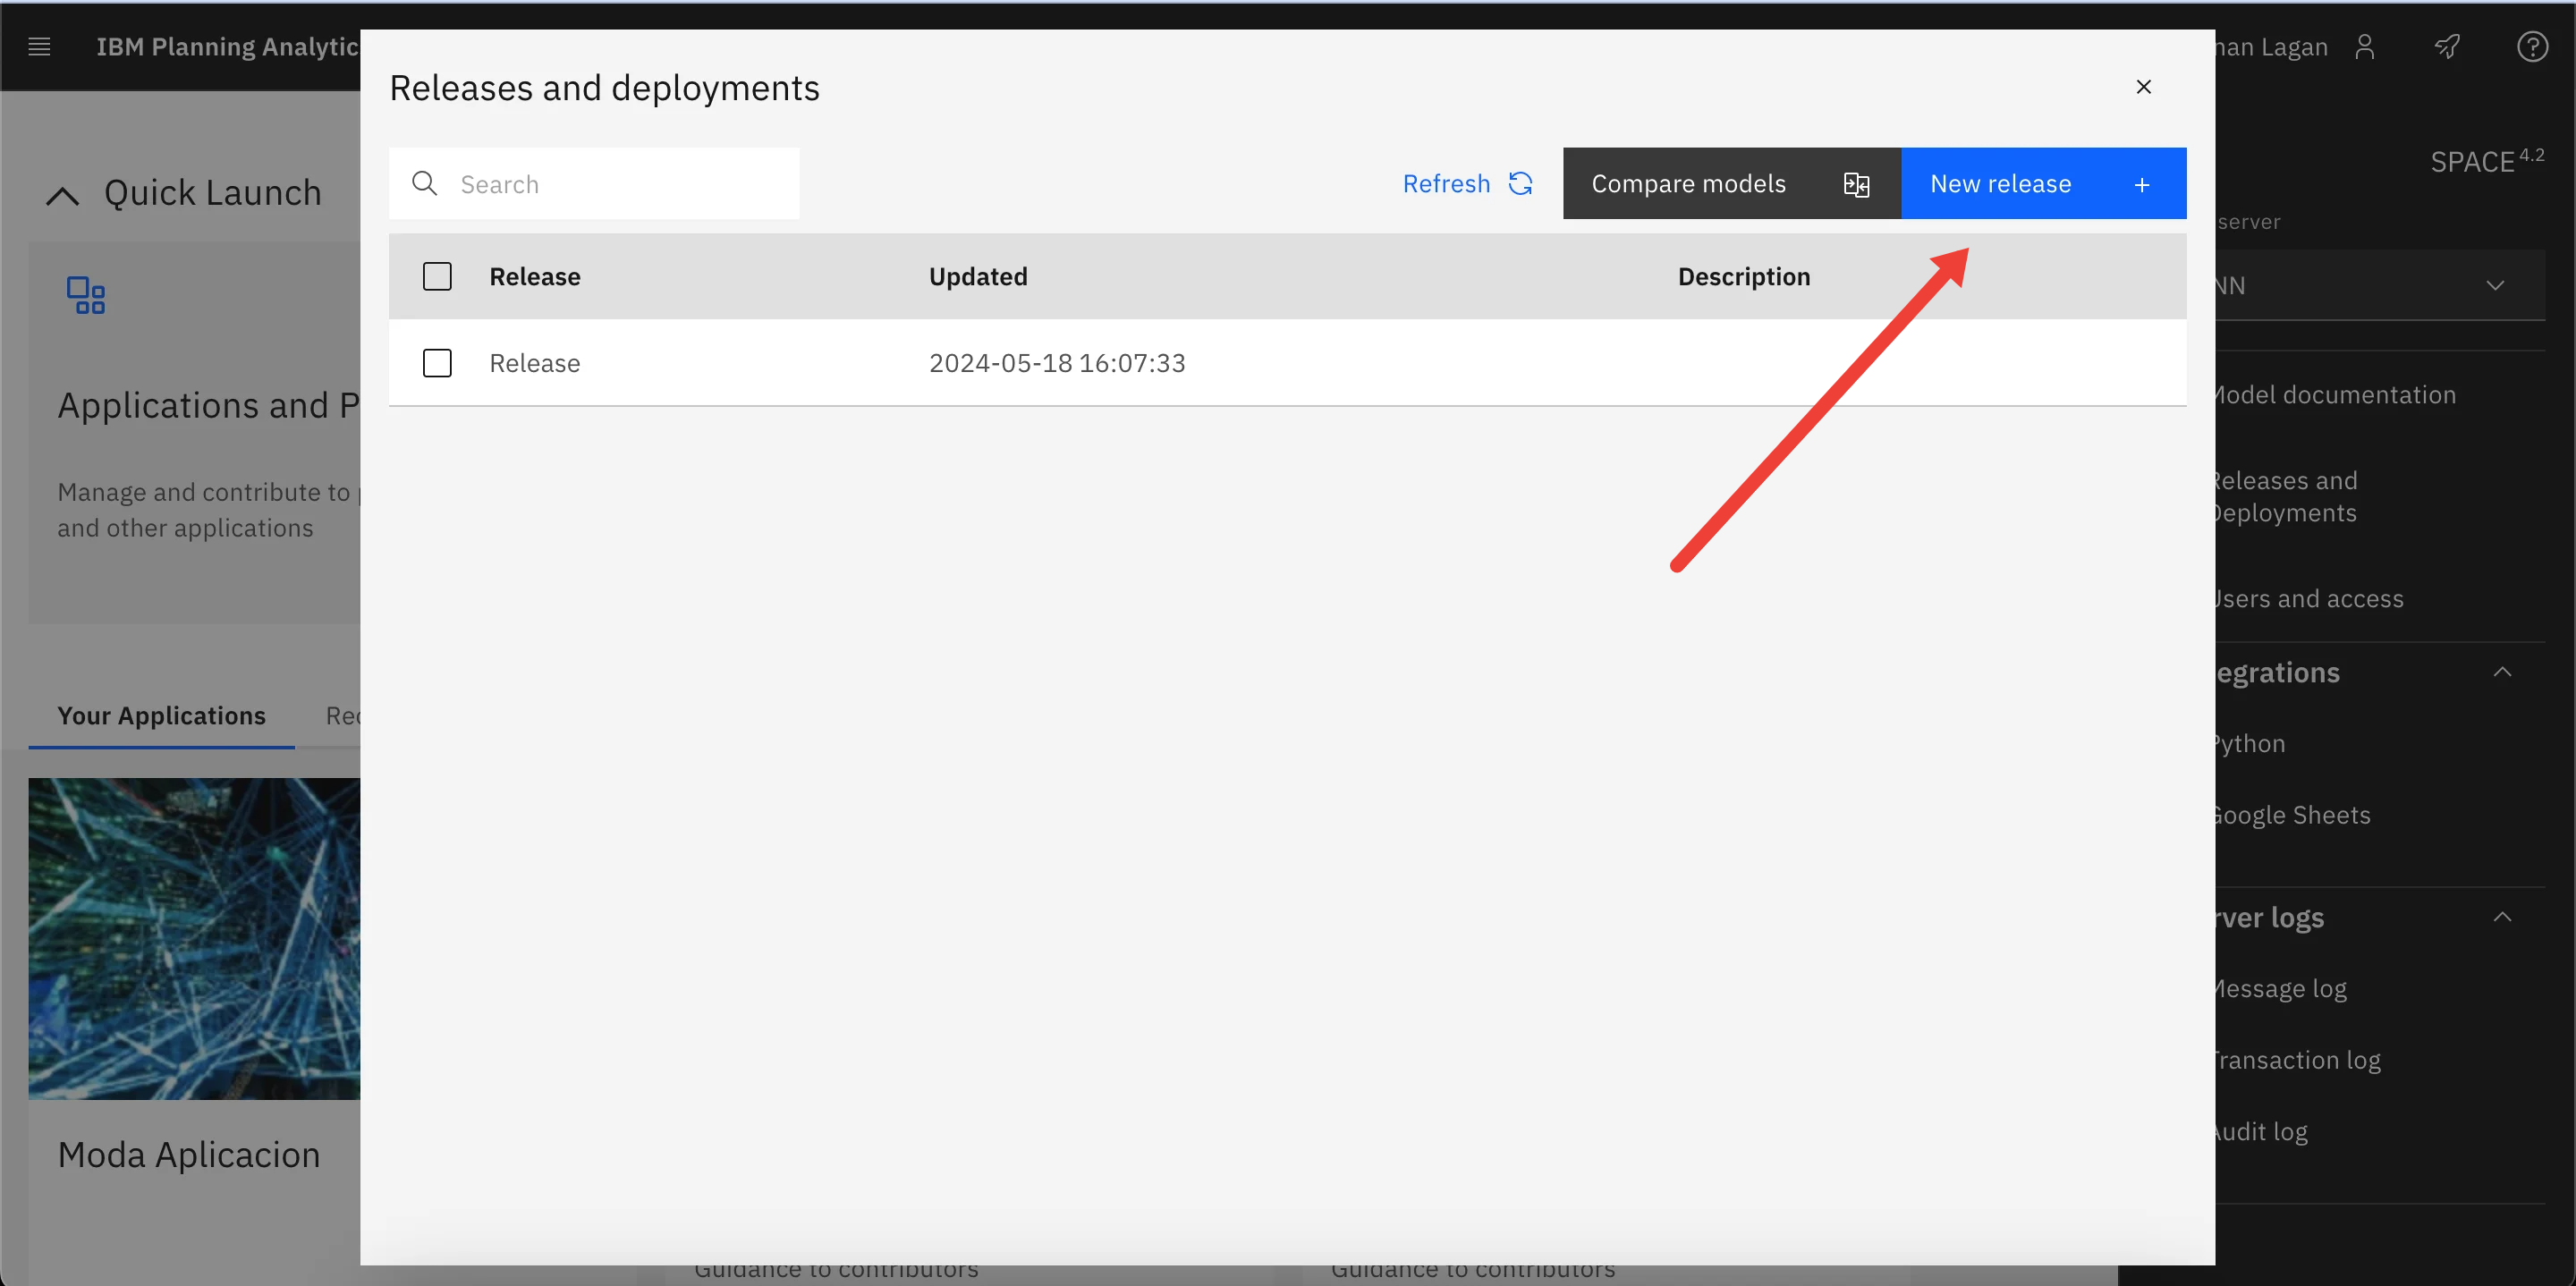 IBM Planning Analytic
nan Lagan
Releases and deployments
SPACE 4.2
Search
Refresh
Compare models
New release
Quick Launch
server
NN
Release
Updated
Description
Release
2024-05-18 16:07:33
Applications and P
Manage and contribute to
and other applications
Model documentation
Releases and
Deployments
Users and access
egrations
Your Applications
Rec
Python
Google Sheets
rver logs
Message log
Transaction log
Audit log
Moda Aplicacion
Guidance to contributors
Guidance to contributors